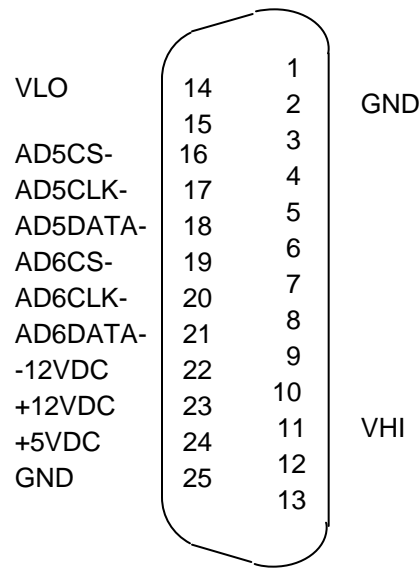 1
VLO 14
2 GND
15
3
AD5CS- 16
4
AD5CLK- 17
5
AD5DATA- 18
6
AD6CS- 19
7
AD6CLK- 20
8
AD6DATA- 21
9
-12VDC 22
10
+12VDC 23
11 VHI
+5VDC 24
12
GND 25
13